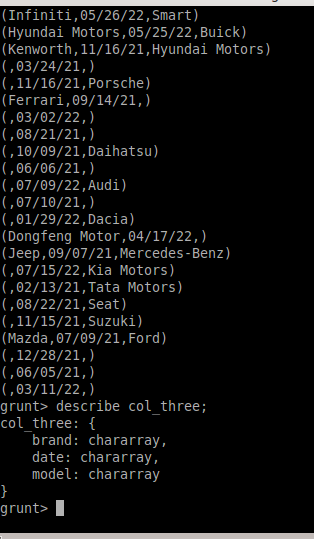 (Infiniti,05/26/22,Smart)
(Hyundai Motors,05/25/22,Buick)
(Kenworth,11/16/21,Hyundai Motors)
(,03/24/21,)
(,11/16/21,Porsche)
(Ferrari,09/14/21,)
(,03/02/22,)
(,08/21/21,)
(,10/09/21,Daihatsu)
(,06/06/21,)
(,07/09/22,Audi)
(,07/10/21,)
(,01/29/22,Dacia)
(Dongfeng Motor,04/17/22,)
(Jeep,09/07/21,Mercedes-Benz)
(,07/15/22,Kia Motors)
(,02/13/21,Tata Motors)
(,08/22/21,Seat)
(,11/15/21,Suzuki)
(Mazda,07/09/21,Ford)
(,12/28/21,)
(,06/05/21,)
(,03/11/22,)
grunt> describe col_three;
col_three: {
    brand: chararray,
    date: chararray,
    model: chararray
}
grunt>